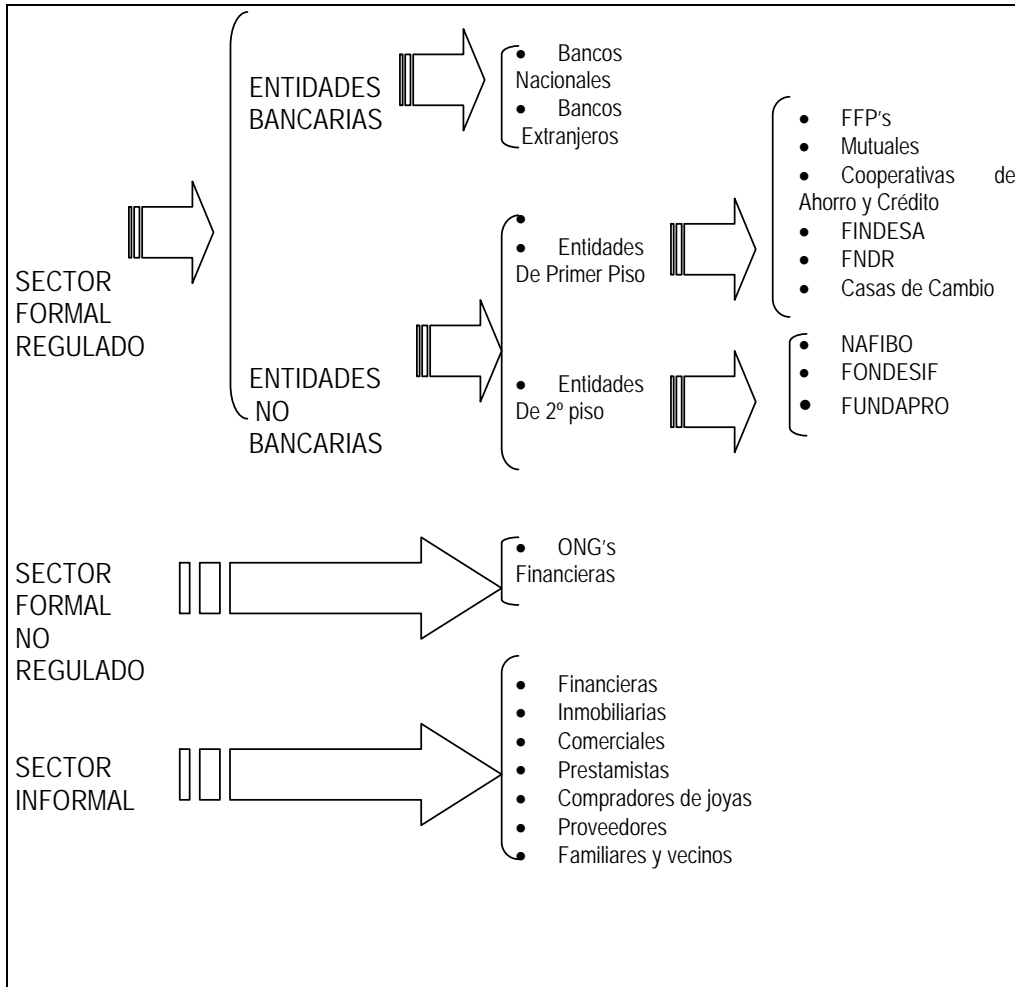 SECTOR
FORMAL
REGULADO
ENTIDADES
BANCARIAS
• Bancos
Nacionales
• Bancos
Extranjeros
ENTIDADES
NO
BANCARIAS
•
• Entidades
De Primer Piso
• FFP's
• Mutuales
• Cooperativas de
Ahorro y Crédito
• FINDESA
• FNDR
• Casas de Cambio
• Entidades
De 2º piso
• NAFIBO
• FONDESIF
• FUNDAPRO
SECTOR
FORMAL
NO
REGULADO
• ONG's
Financieras
SECTOR
INFORMAL
• Financieras
• Inmobiliarias
• Comerciales
• Prestamistas
• Compradores de joyas
• Proveedores
• Familiares y vecinos